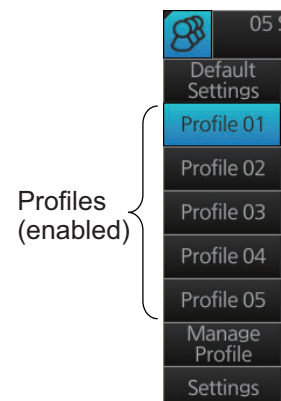 05 S
Default
Settings
Profile 01
Profile 02
Profile 03
Profile 04
Profile 05
Manage
Profile
Settings
Profiles
(enabled)